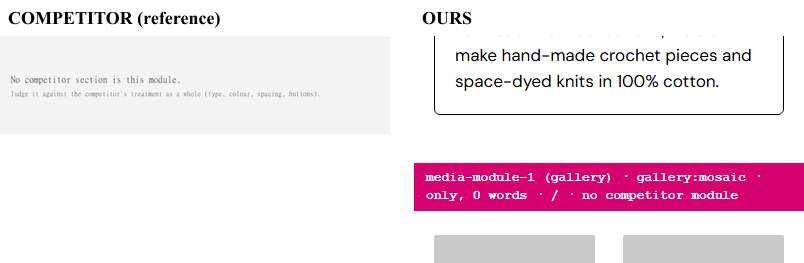 COMPETITOR (reference)
OURS
No competitor section is this module.
Judge it against the competitor's treatment as a whole (type, colour, spacing, buttons).
make hand-made crochet pieces and
space-dyed knits in 100% cotton.
media-module-1 (gallery) · gallery:mosaic ·
only, 0 words · / · no competitor module